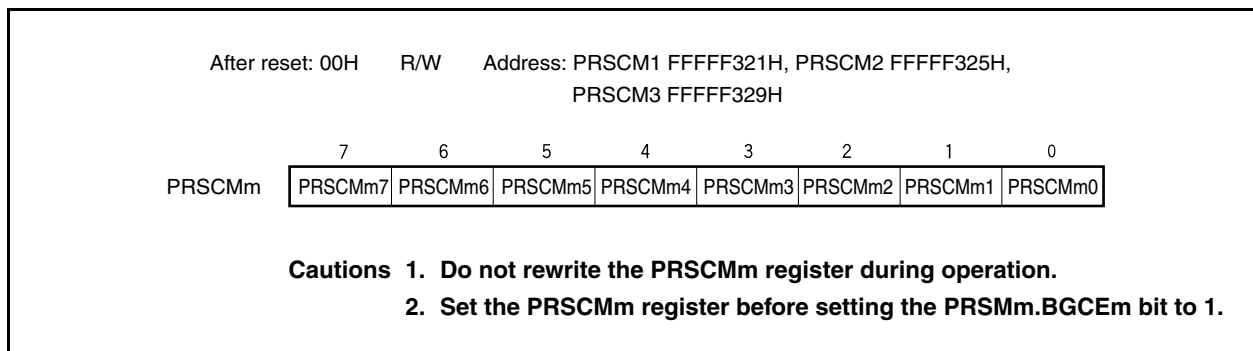 After reset: 00H R/W Address: PRSCM1 FFFFF321H, PRSCM2 FFFFF325H,
PRSCM3 FFFFF329H
7 6 5 4 3 2 1 0
PRSCMm PRSCMm7 PRSCMm6 PRSCMm5 PRSCMm4 PRSCMm3 PRSCMm2 PRSCMm1 PRSCMm0
Cautions 1. Do not rewrite the PRSCMm register during operation.
2. Set the PRSCMm register before setting the PRSMm.BGCEm bit to 1.